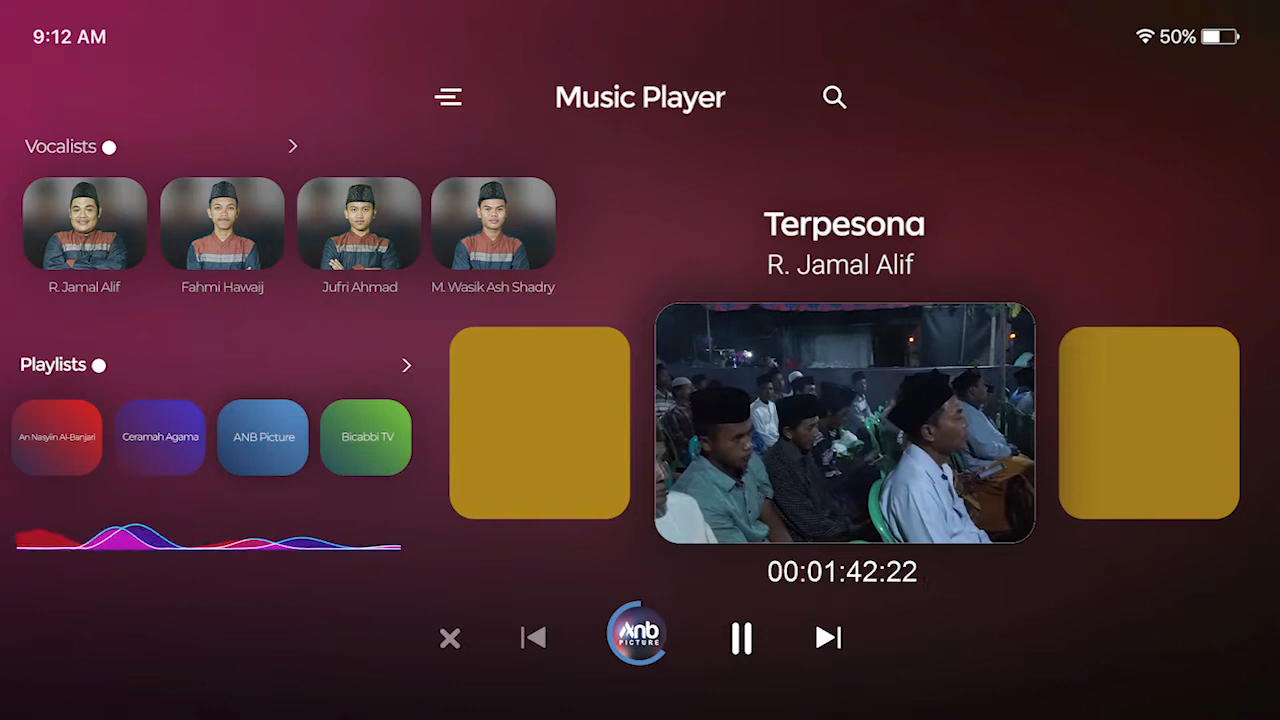 9:12 AM
50%
Music Player
Vocalists
R. Jamal Alif
Fahmi Hawaij
Jufri Ahmad
M. Wasik Ash Shadry
Terpesona
R. Jamal Alif
Playlists
An Nasyiin Al-Banjari
Ceramah Agama
ANB Picture
Bicabbi TV
00:01:42:22
Anb
PICTURE